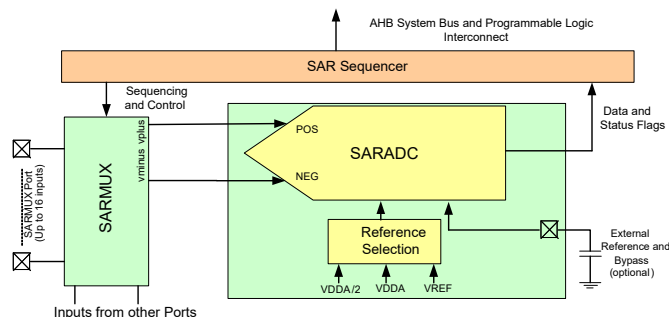 AHB System Bus and Programmable Logic
Interconnect
SAR Sequencer
Sequencing
and Control
Data and
Status Flags
vminus vplus
POS
NEG
SARADC
SARMUX
SARMUX Port
(Up to 16 inputs)
Reference
Selection
External
Reference and
Bypass
(optional)
VDDA/2
VDDA
VREF
Inputs from other Ports